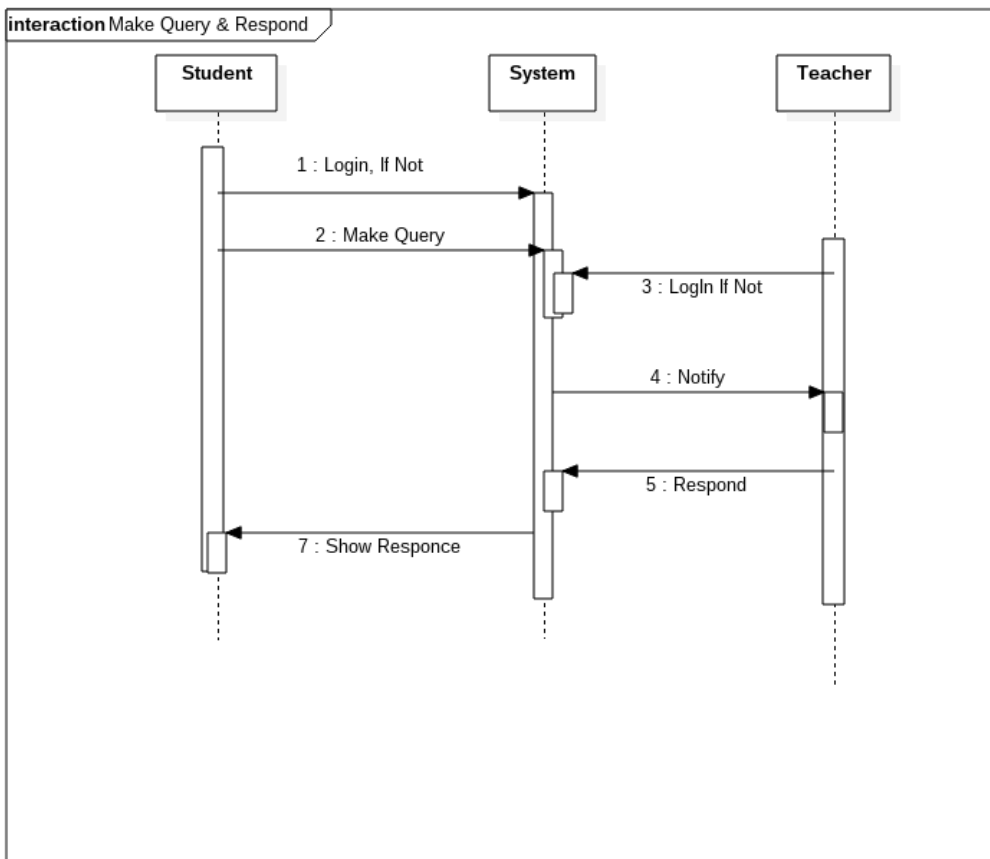 interaction Make Query & Respond
Student
System
Teacher
1 : Login, If Not
2 : Make Query
3 : LogIn If Not
4 : Notify
5 : Respond
7 : Show Responce